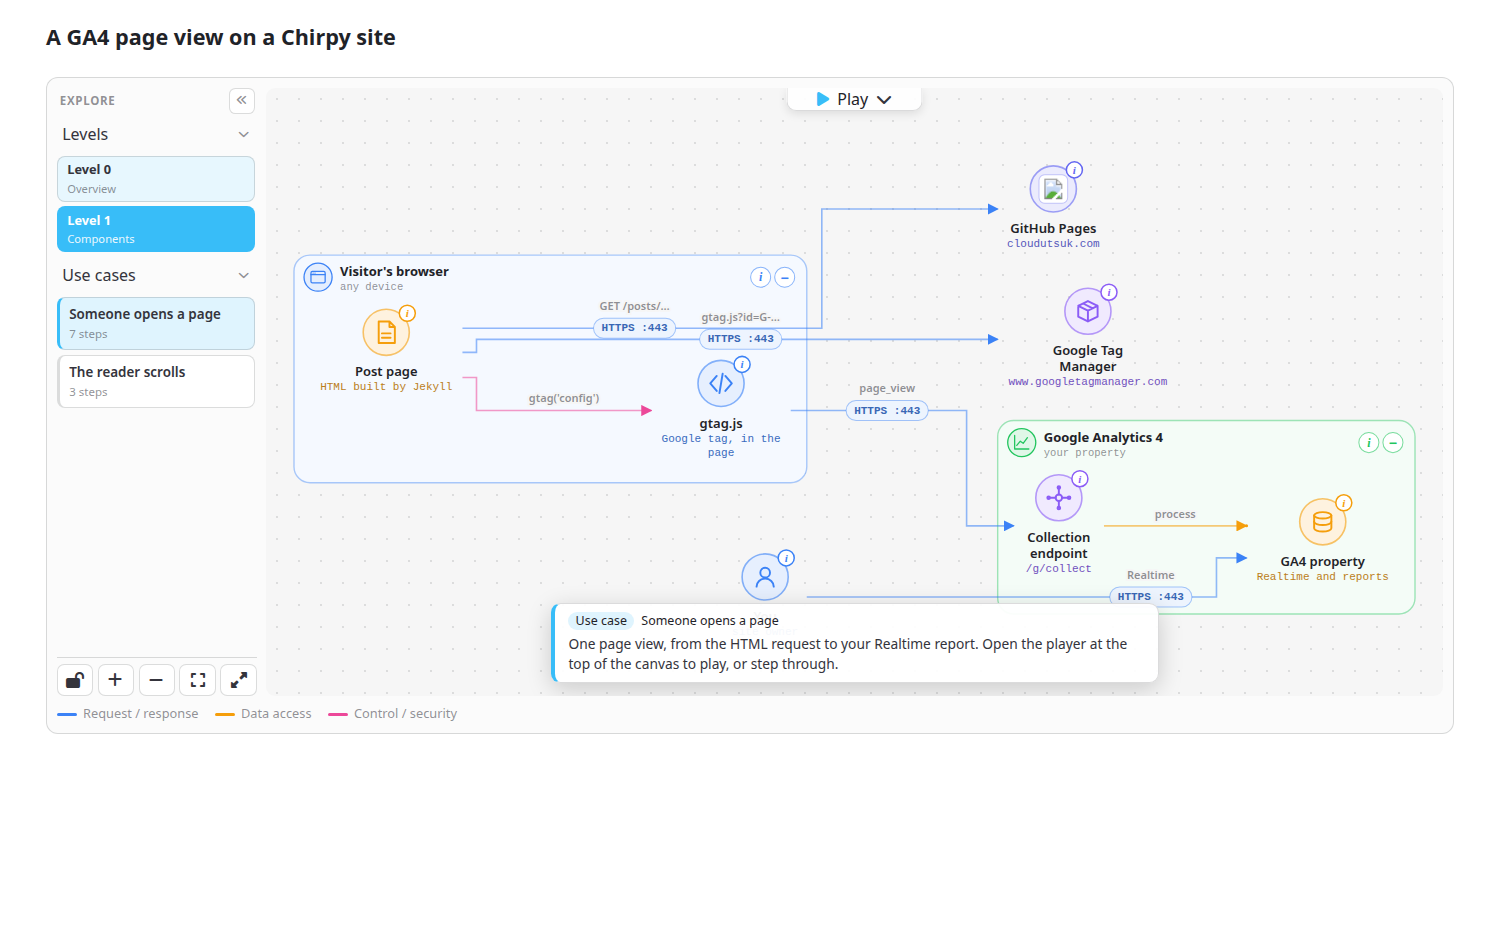 A GA4 page view on a Chirpy site
EXPLORE
Levels
Level 0
Overview
Level 1
Components
Use cases
Someone opens a page
7 steps
The reader scrolls
3 steps
Play
GitHub Pages
cloudutsuk.com
Visitor's browser
any device
GET /posts/...
HTTPS :443
gtag.js?id=G-...
HTTPS :443
Post page
HTML built by Jekyll
gtag('config')
gtag.js
Google tag, in the
page
Google Tag
Manager
www.googletagmanager.com
page_view
HTTPS :443
Google Analytics 4
your property
Collection
endpoint
/g/collect
process
GA4 property
Realtime and reports
Realtime
HTTPS :443
Use case Someone opens a page
One page view, from the HTML request to your Realtime report. Open the player at the
top of the canvas to play, or step through.
Request / response
Data access
Control / security